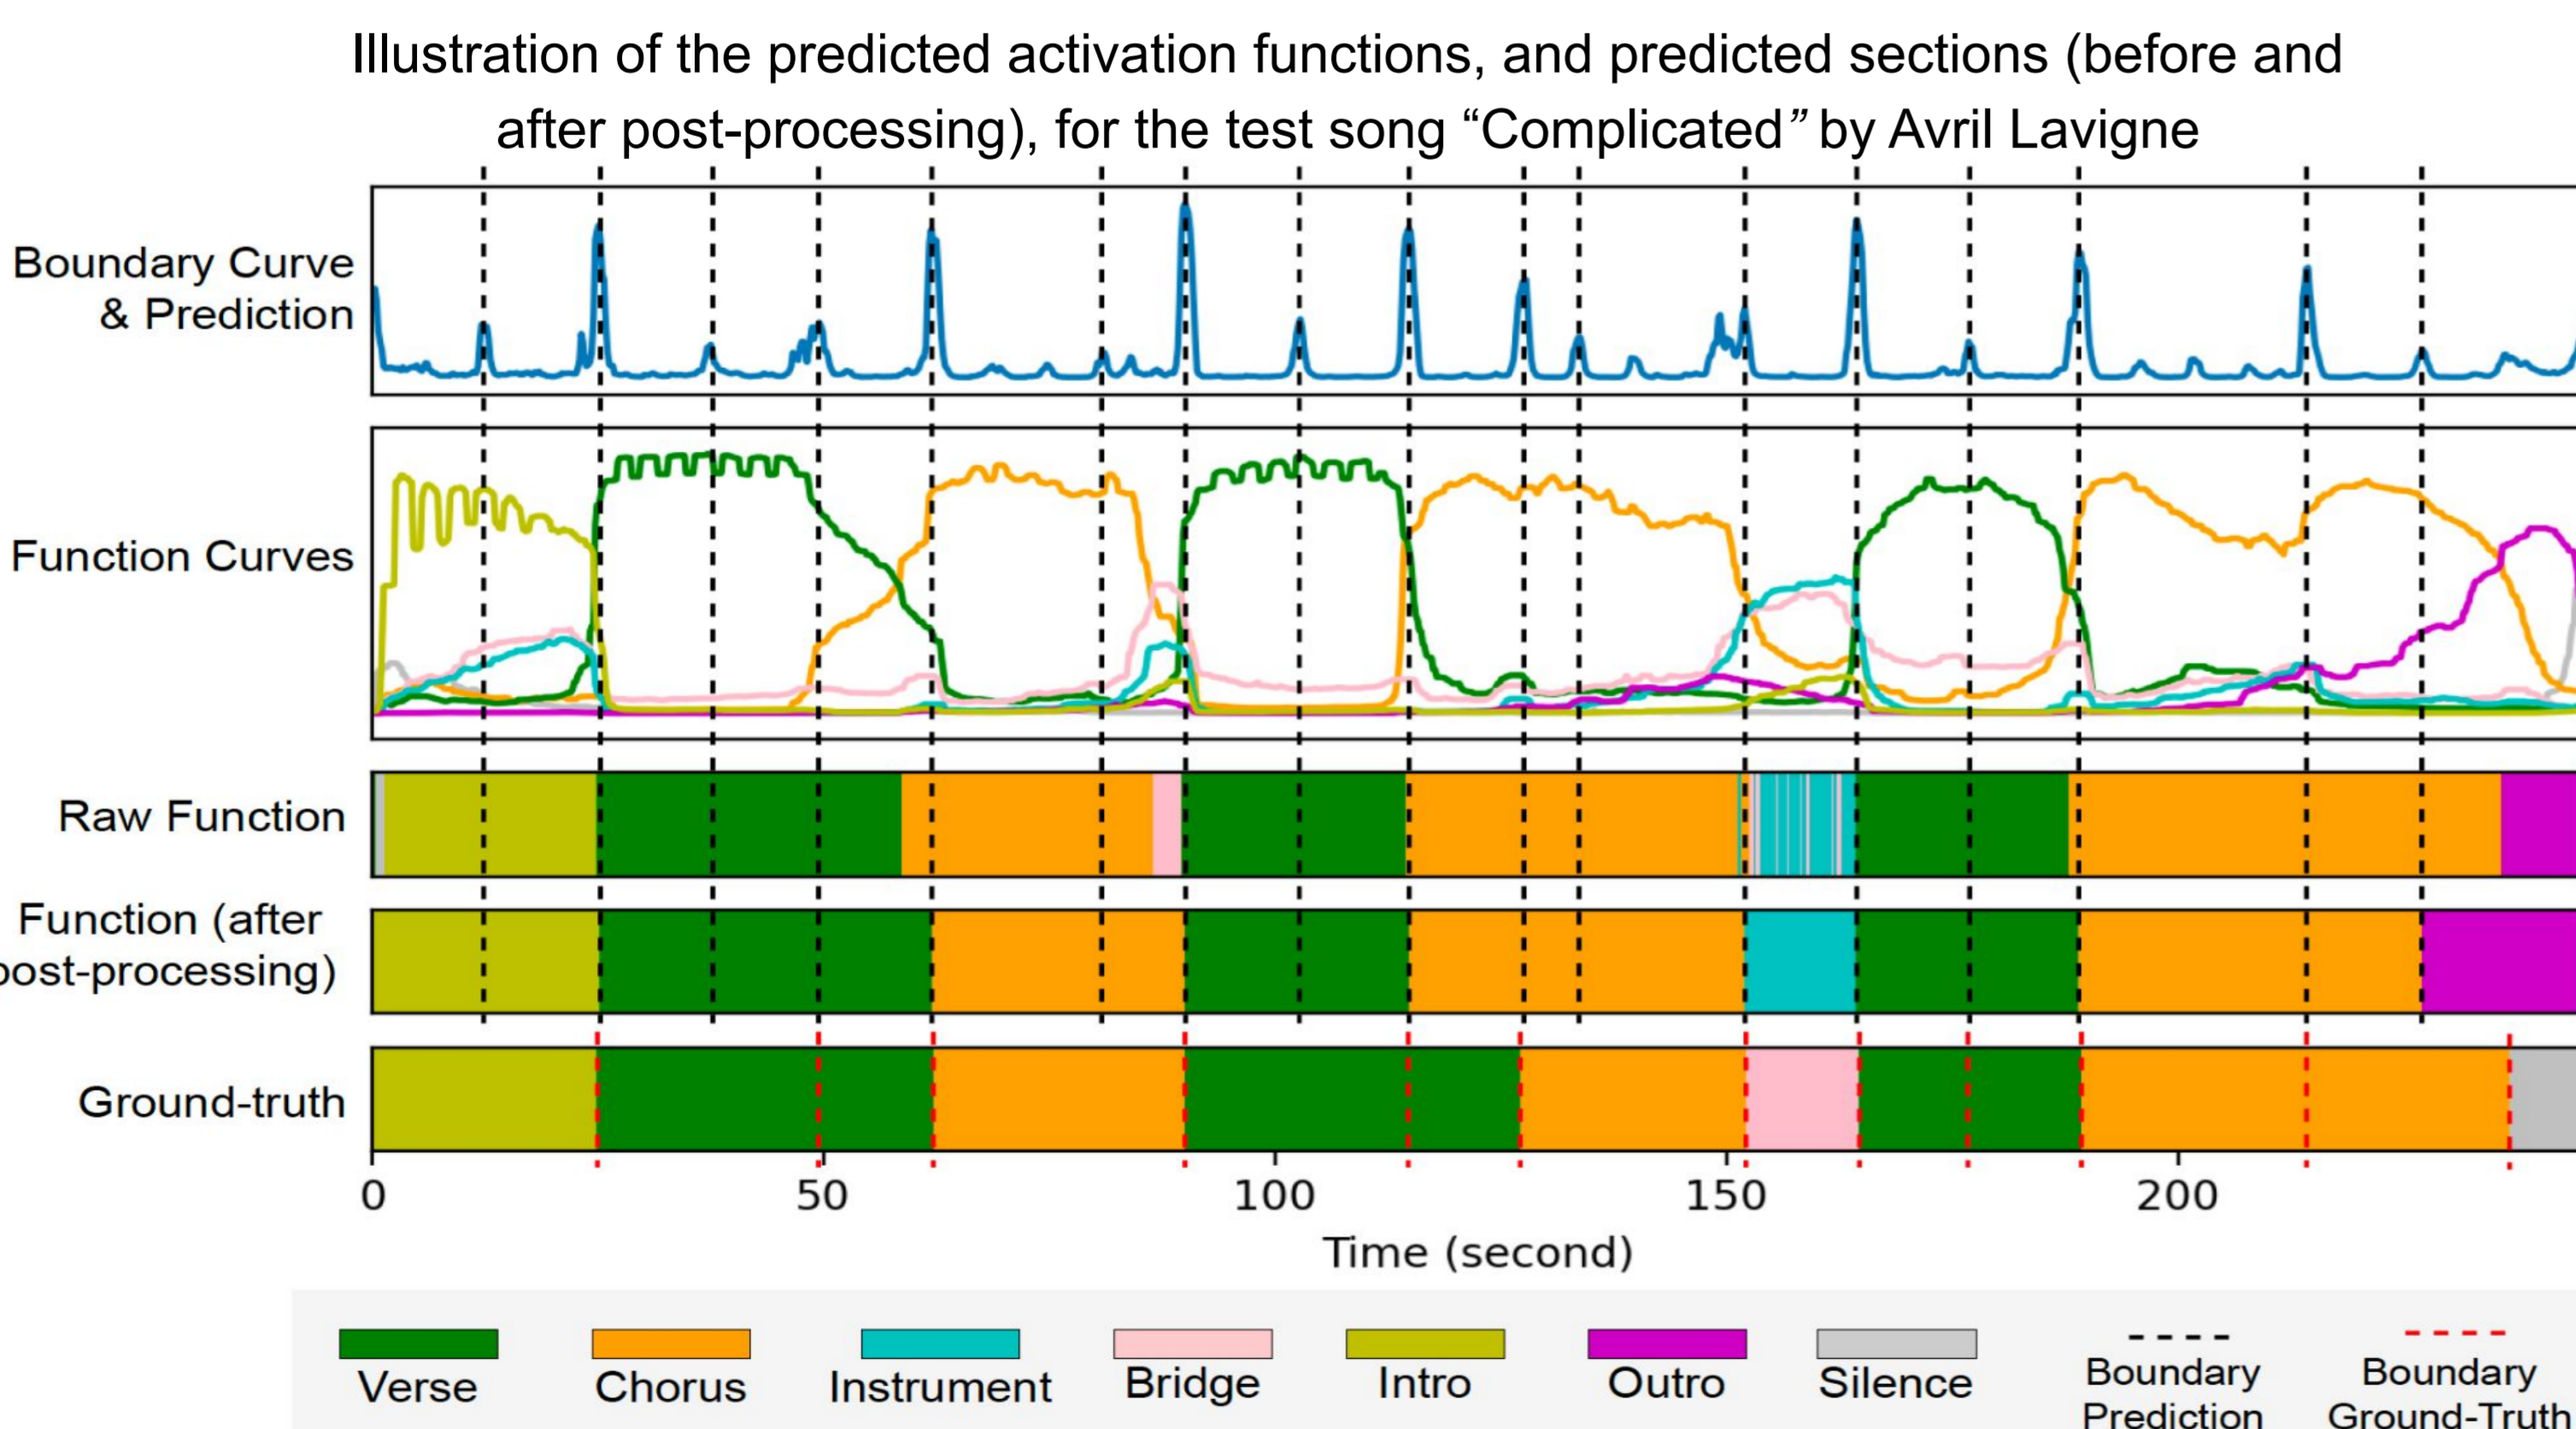 Illustration of the predicted activation functions, and predicted sections (before and
after post-processing), for the test song “Complicated” by Avril Lavigne
Boundary Curve
& Prediction
Function Curves
Raw Function
Function (after
post-processing)
Ground-truth
0 50 100 150 200
Time (second)
Verse Chorus Instrument Bridge Intro Outro Silence
Boundary Boundary
Prediction Ground-Truth